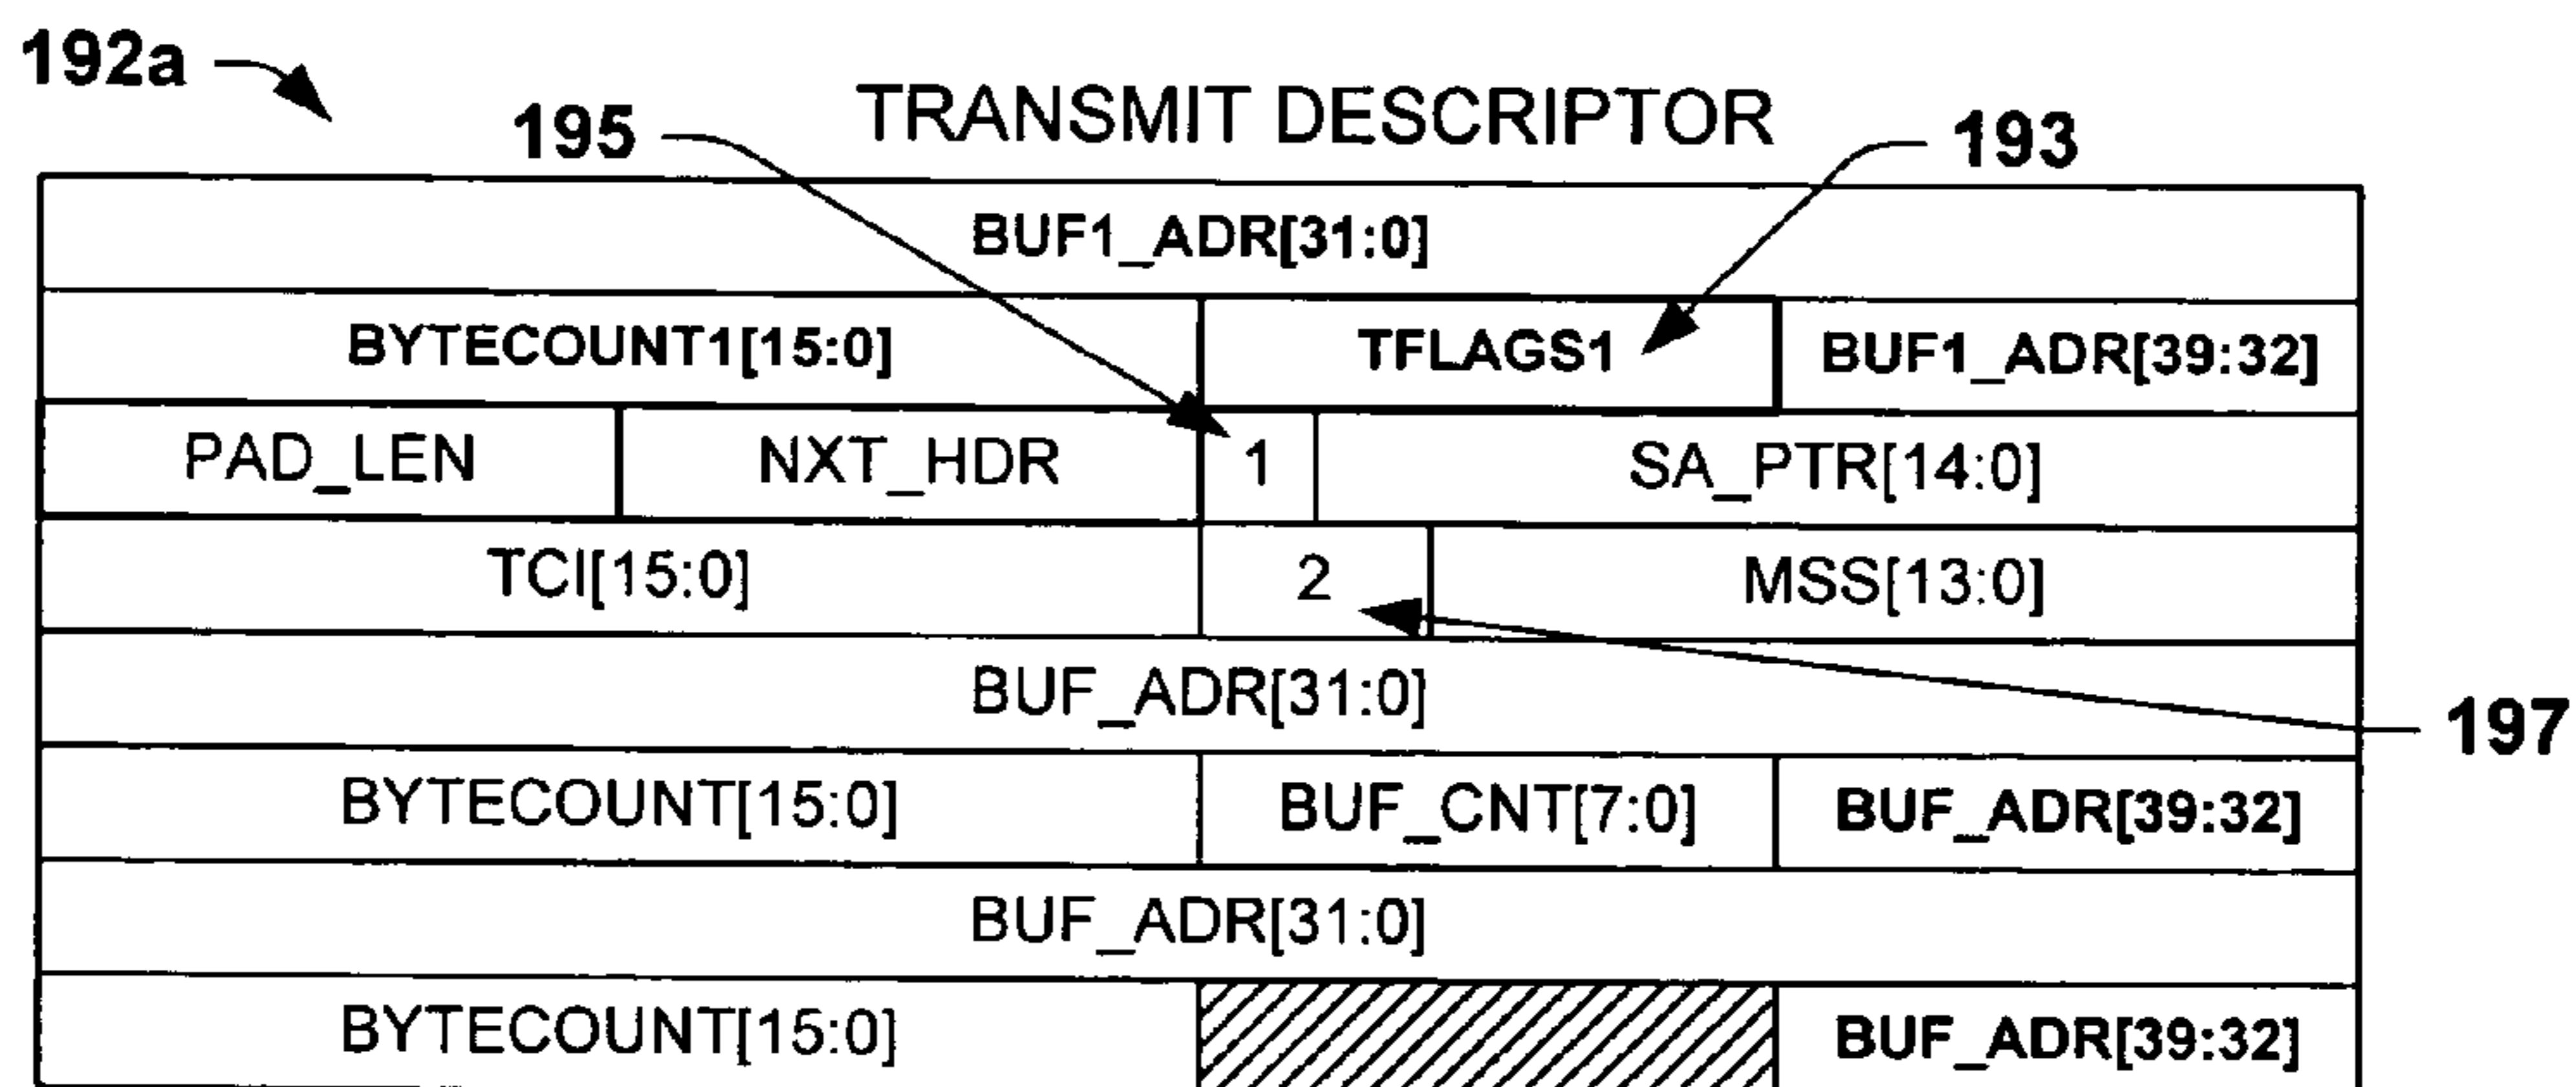 192a
TRANSMIT DESCRIPTOR
195
193
BUF1_ADR[31:0]
BYTECOUNT1[15:0] TFLAGS1 BUF1_ADR[39:32]
PAD_LEN NXT_HDR 1 SA_PTR[14:0]
TCI[15:0] 2 MSS[13:0]
BUF_ADR[31:0]
197
BYTECOUNT[15:0] BUF_CNT[7:0] BUF_ADR[39:32]
BUF_ADR[31:0]
BYTECOUNT[15:0] BUF_ADR[39:32]